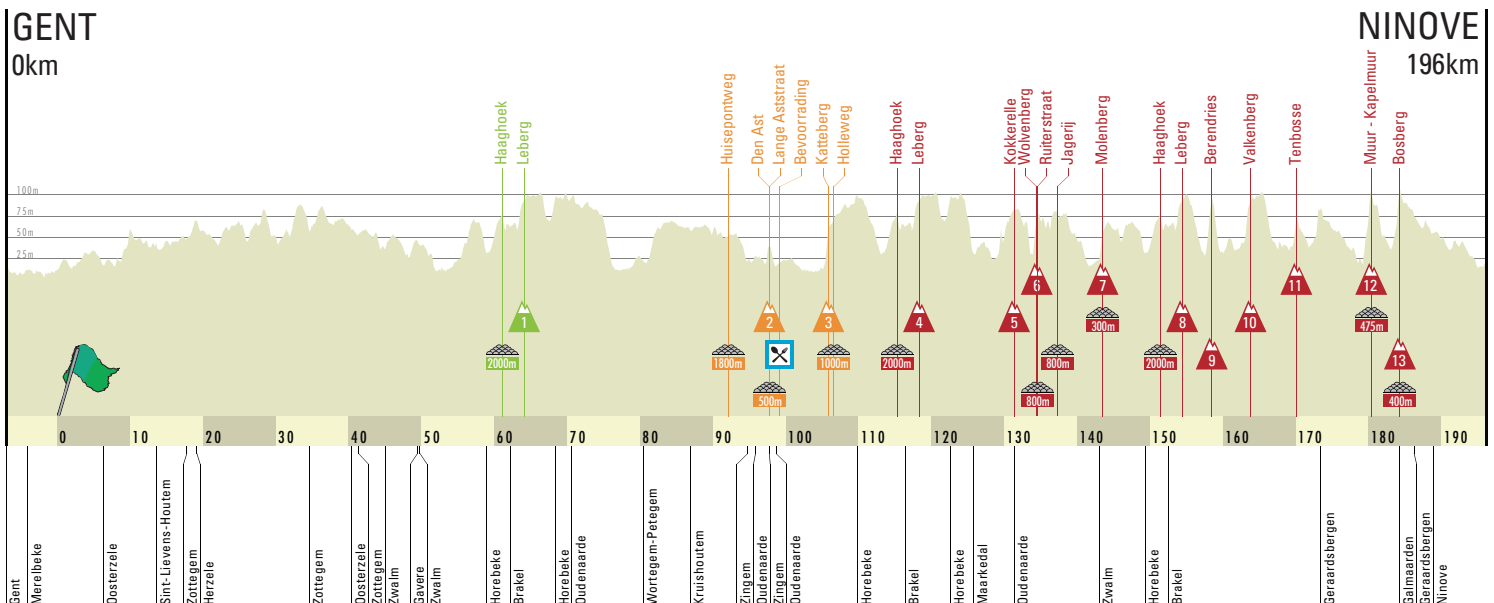 GENT
0km
NINOVE
196km
Haaghoek
Leberg
Huisepontweg
Den Ast
Lange Aststraat
Bevoorrading
Katteberg
Holleweg
Haaghoek
Leberg
Kokkerelle
Wolvenberg
Ruiterstraat
Jagerij
Molenberg
Haaghoek
Leberg
Berendries
Valkenberg
Tenbosse
Muur - Kapelmuur
Bosberg
100m
75m
50m
25m
6
7
11
12
1
2
3
4
5
300m
8
10
475m
2000m
1800m
1000m
2000m
800m
2000m
9
13
500m
800m
400m
0 10 20 30 40 50 60 70 80 90 100 110 120 130 140 150 160 170 180 190
Gent
Merelbeke
Oosterzele
Sint-Lievens-Houtem
Zottegem
Herzele
Zottegem
Oosterzele
Zottegem
Zwalm
Gavere
Zwalm
Horebeke
Brakel
Horebeke
Oudenaarde
Wortegem-Petegem
Kruishoutem
Zingem
Oudenaarde
Zingem
Oudenaarde
Horebeke
Brakel
Horebeke
Maarkedal
Oudenaarde
Zwalm
Horebeke
Brakel
Geraardsbergen
Galmaarden
Geraardsbergen
Ninove